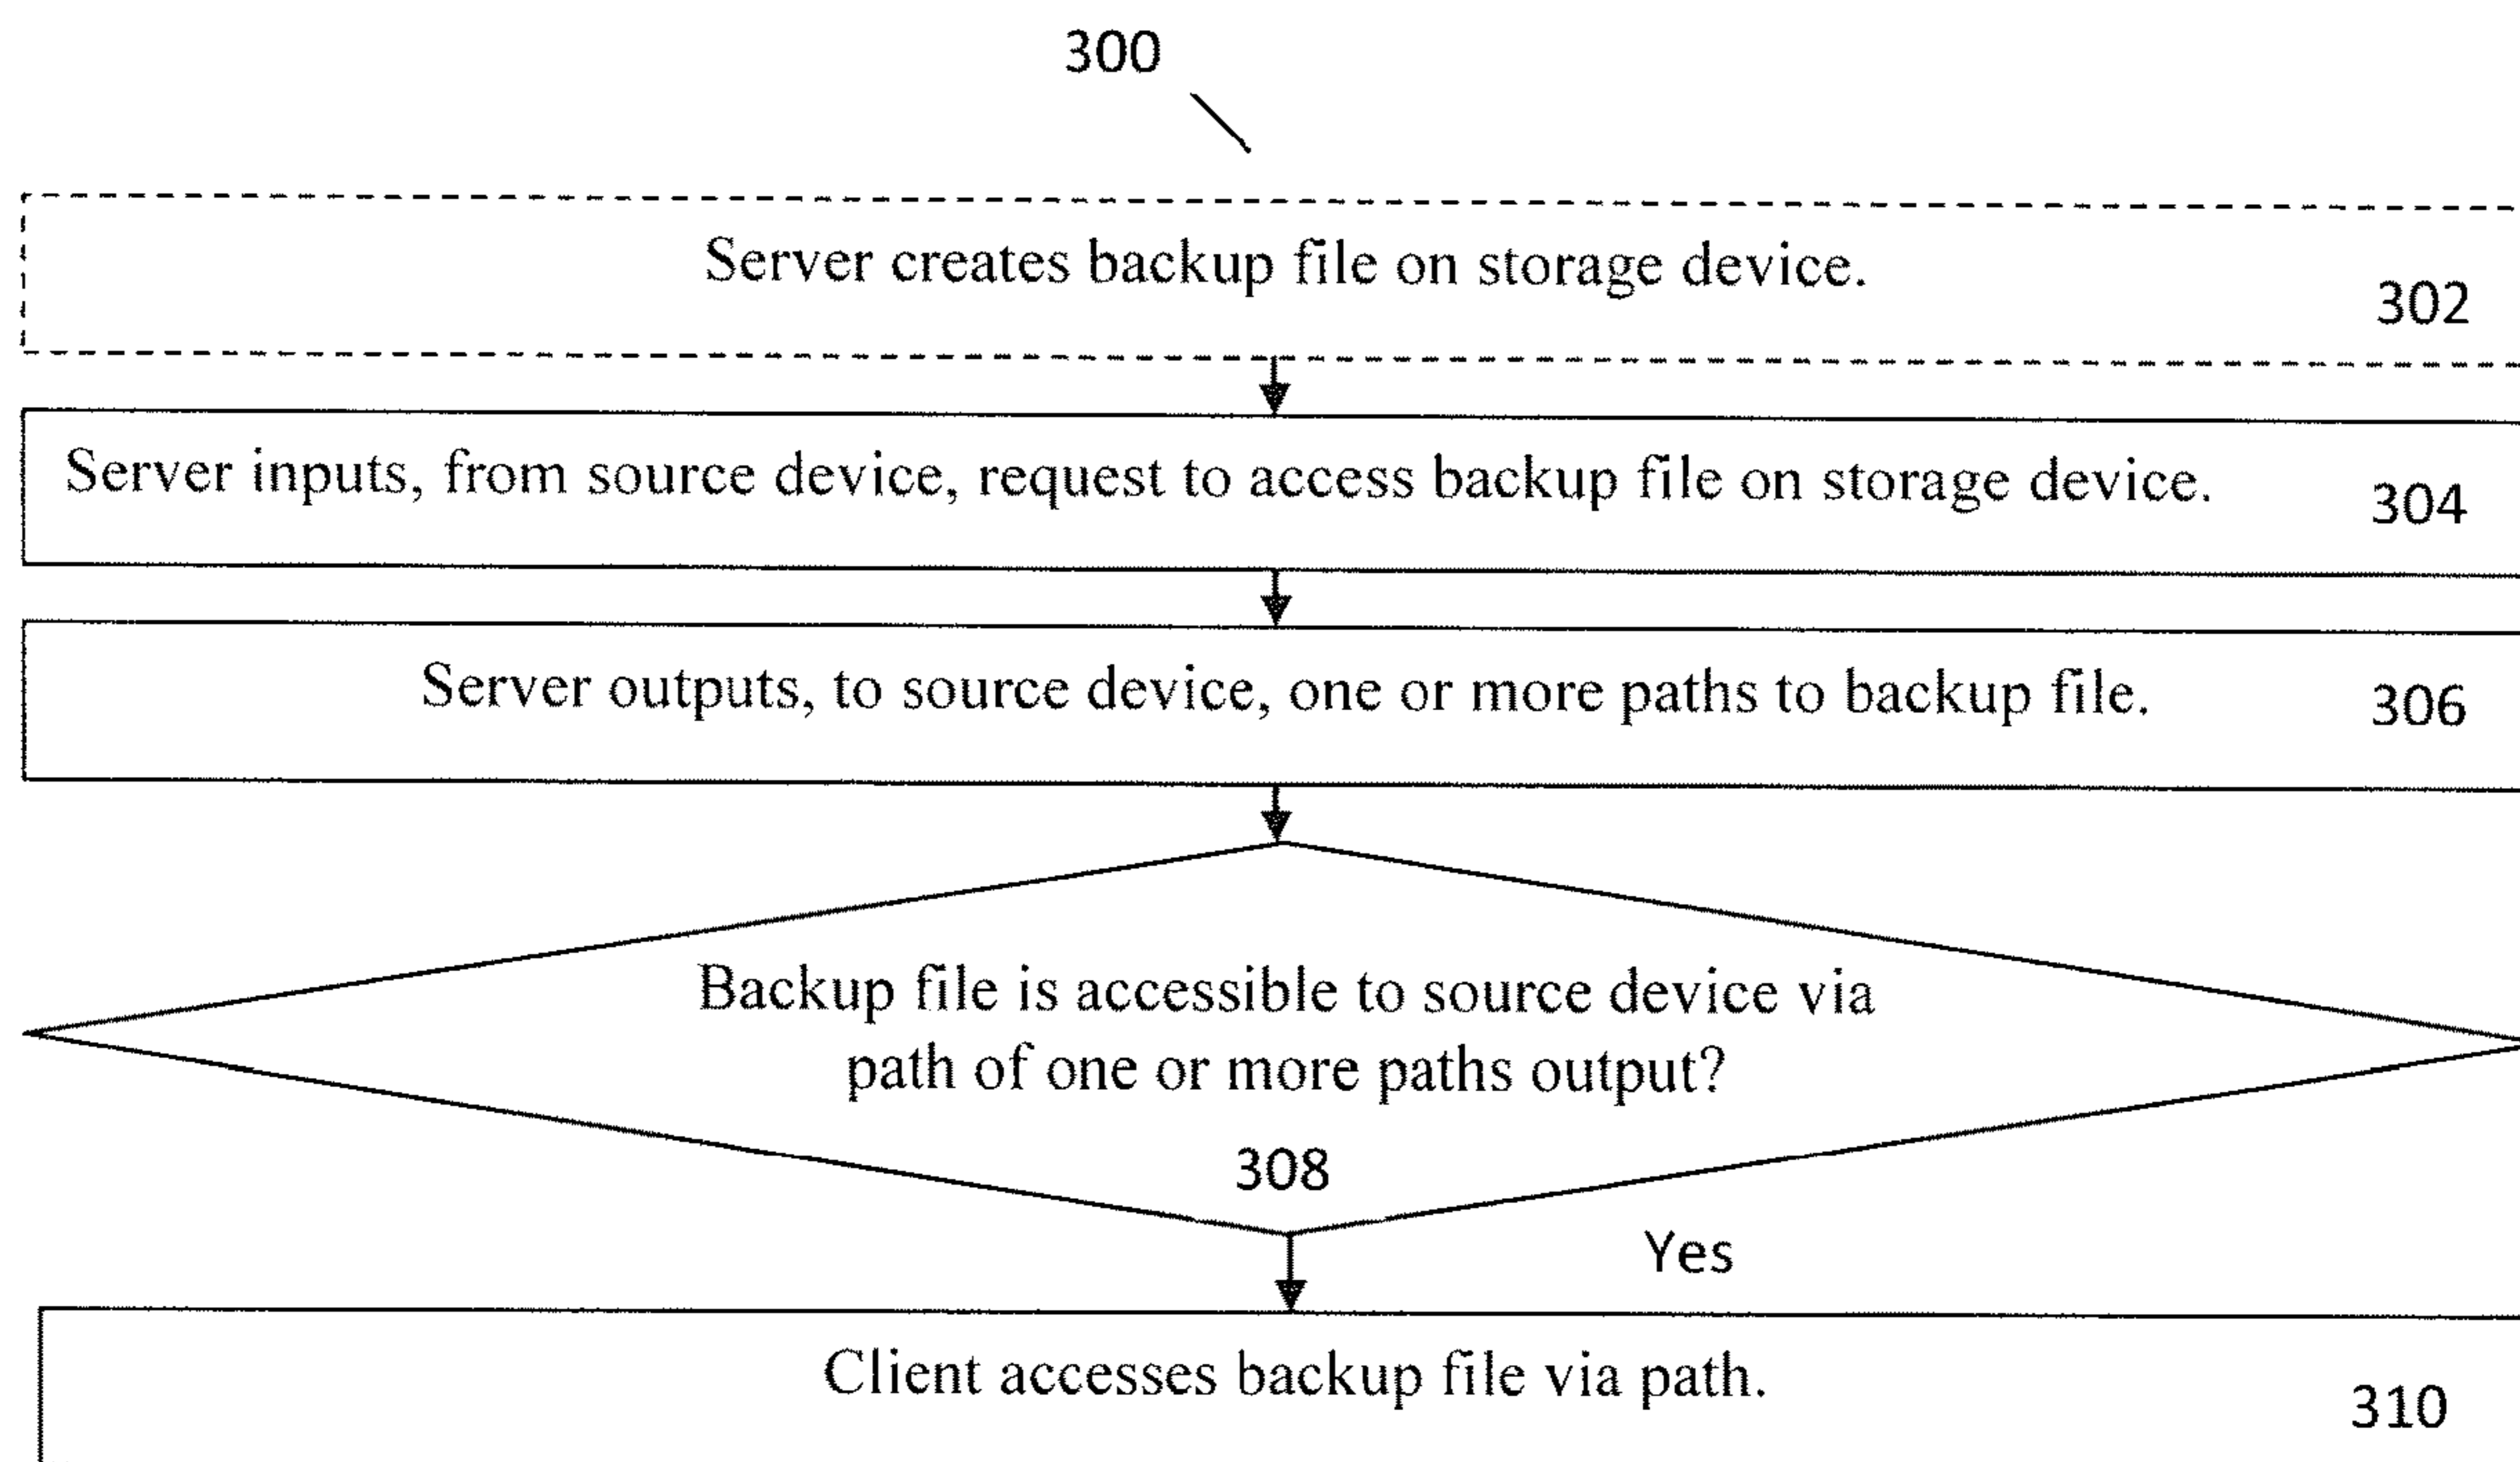 300
Server creates backup file on storage device.
302
Server inputs, from source device, request to access backup file on storage device.
304
Server outputs, to source device, one or more paths to backup file.
306
Backup file is accessible to source device via
path of one or more paths output?
308
Yes
Client accesses backup file via path.
310